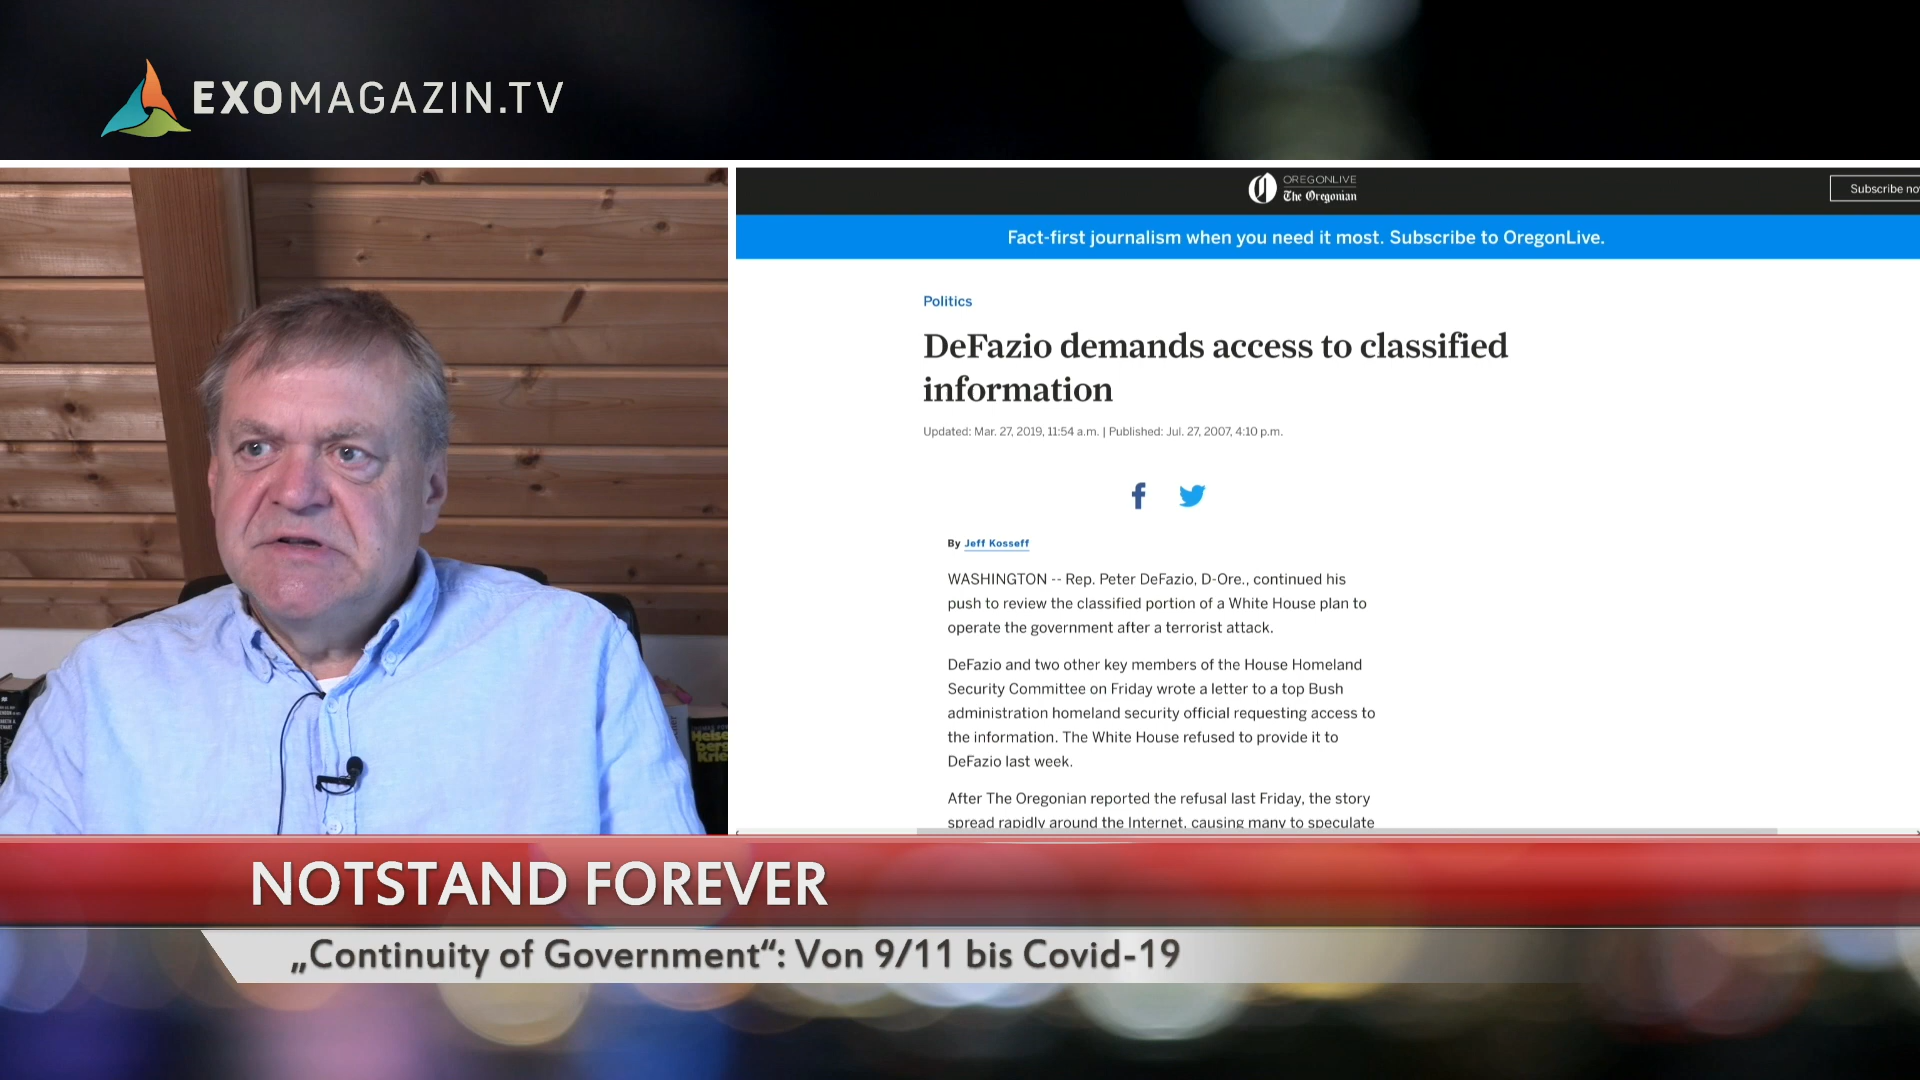 EXOMAGAZIN.TV
OREGONLIVE
The Oregonian
Subscribe no
Fact-first journalism when you need it most. Subscribe to OregonLive.
Politics
DeFazio demands access to classified
information
Updated: Mar. 27, 2019, 11:54 a.m. | Published: Jul. 27, 2007, 4:10 p.m.
By Jeff Kosseff
WASHINGTON -- Rep. Peter DeFazio, D-Ore., continued his
push to review the classified portion of a White House plan to
operate the government after a terrorist attack.
DeFazio and two other key members of the House Homeland
Security Committee on Friday wrote a letter to a top Bush
administration homeland security official requesting access to
the information. The White House refused to provide it to
DeFazio last week.
After The Oregonian reported the refusal last Friday, the story
spread rapidly around the Internet, causing many to speculate
Heisen
berg
Krie
NOTSTAND FOREVER
„Continuity of Government“: Von 9/11 bis Covid-19